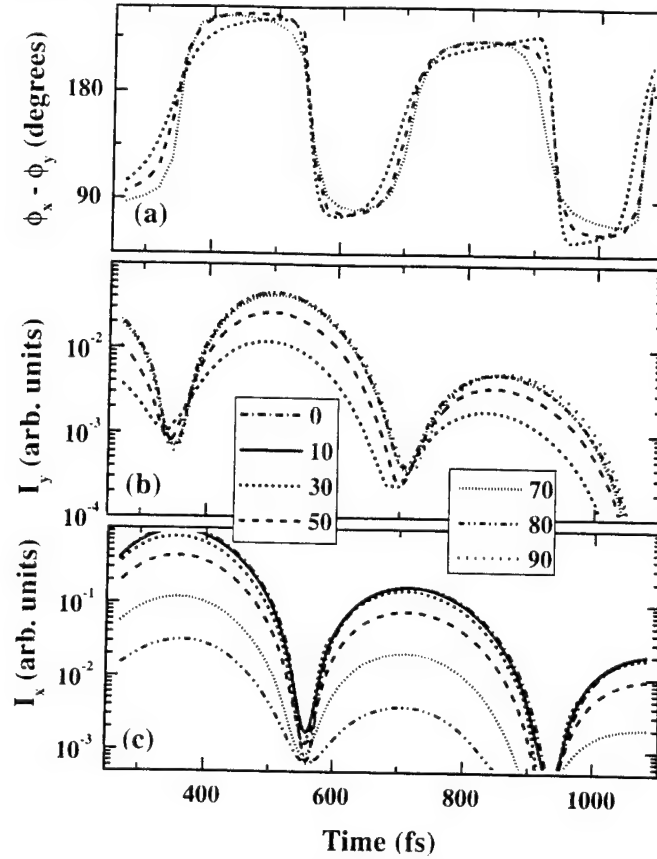 180
90
ϕx - ϕy (degrees)
(a)
10-2
10-3
10-4
Iy (arb. units)
(b)
0
10
30
50
70
80
90
10-1
10-2
10-3
Ix (arb. units)
(c)
400
600
800
1000
Time (fs)